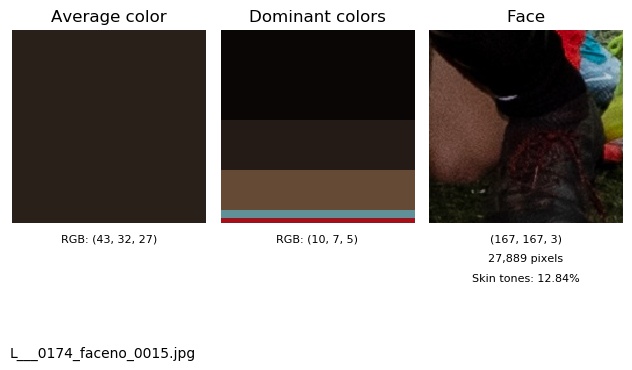 Average color
Dominant colors
Face
RGB: (43, 32, 27)
RGB: (10, 7, 5)
(167, 167, 3)
27,889 pixels
Skin tones: 12.84%
L___0174_faceno_0015.jpg